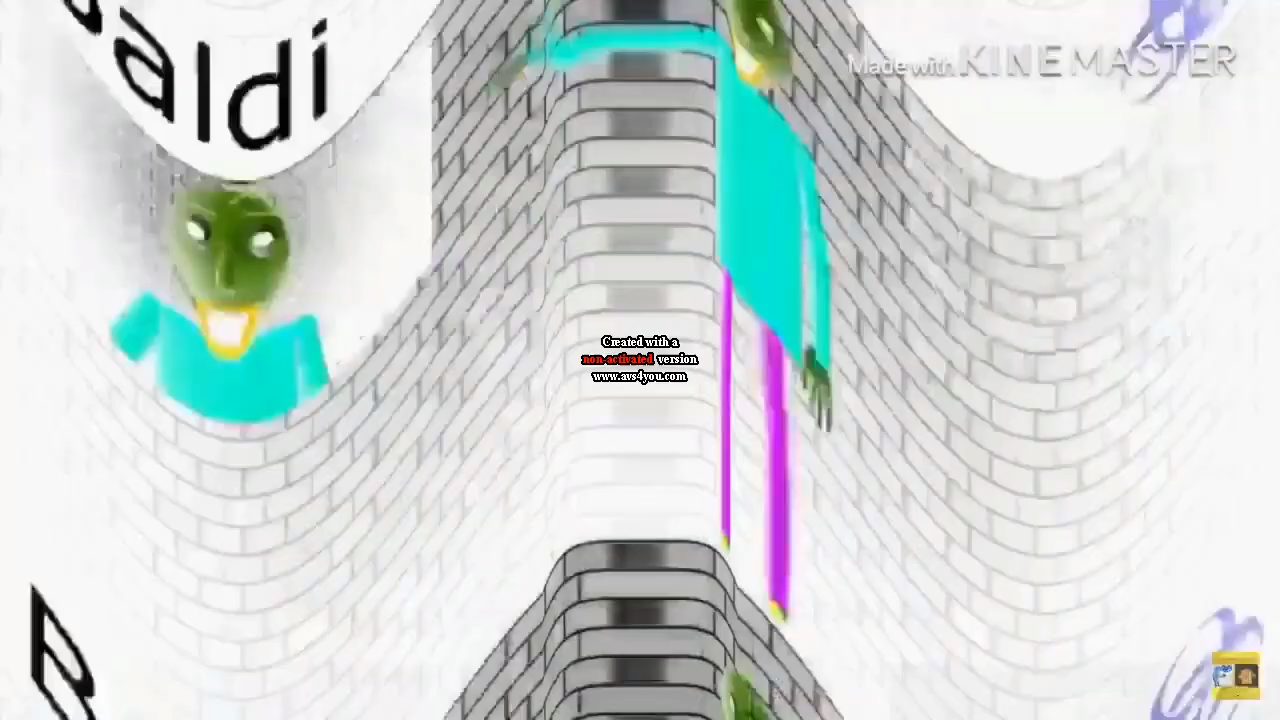 aldi
Made with KINEMASTER
Created with a
non-activated version
www.avs4you.com
B